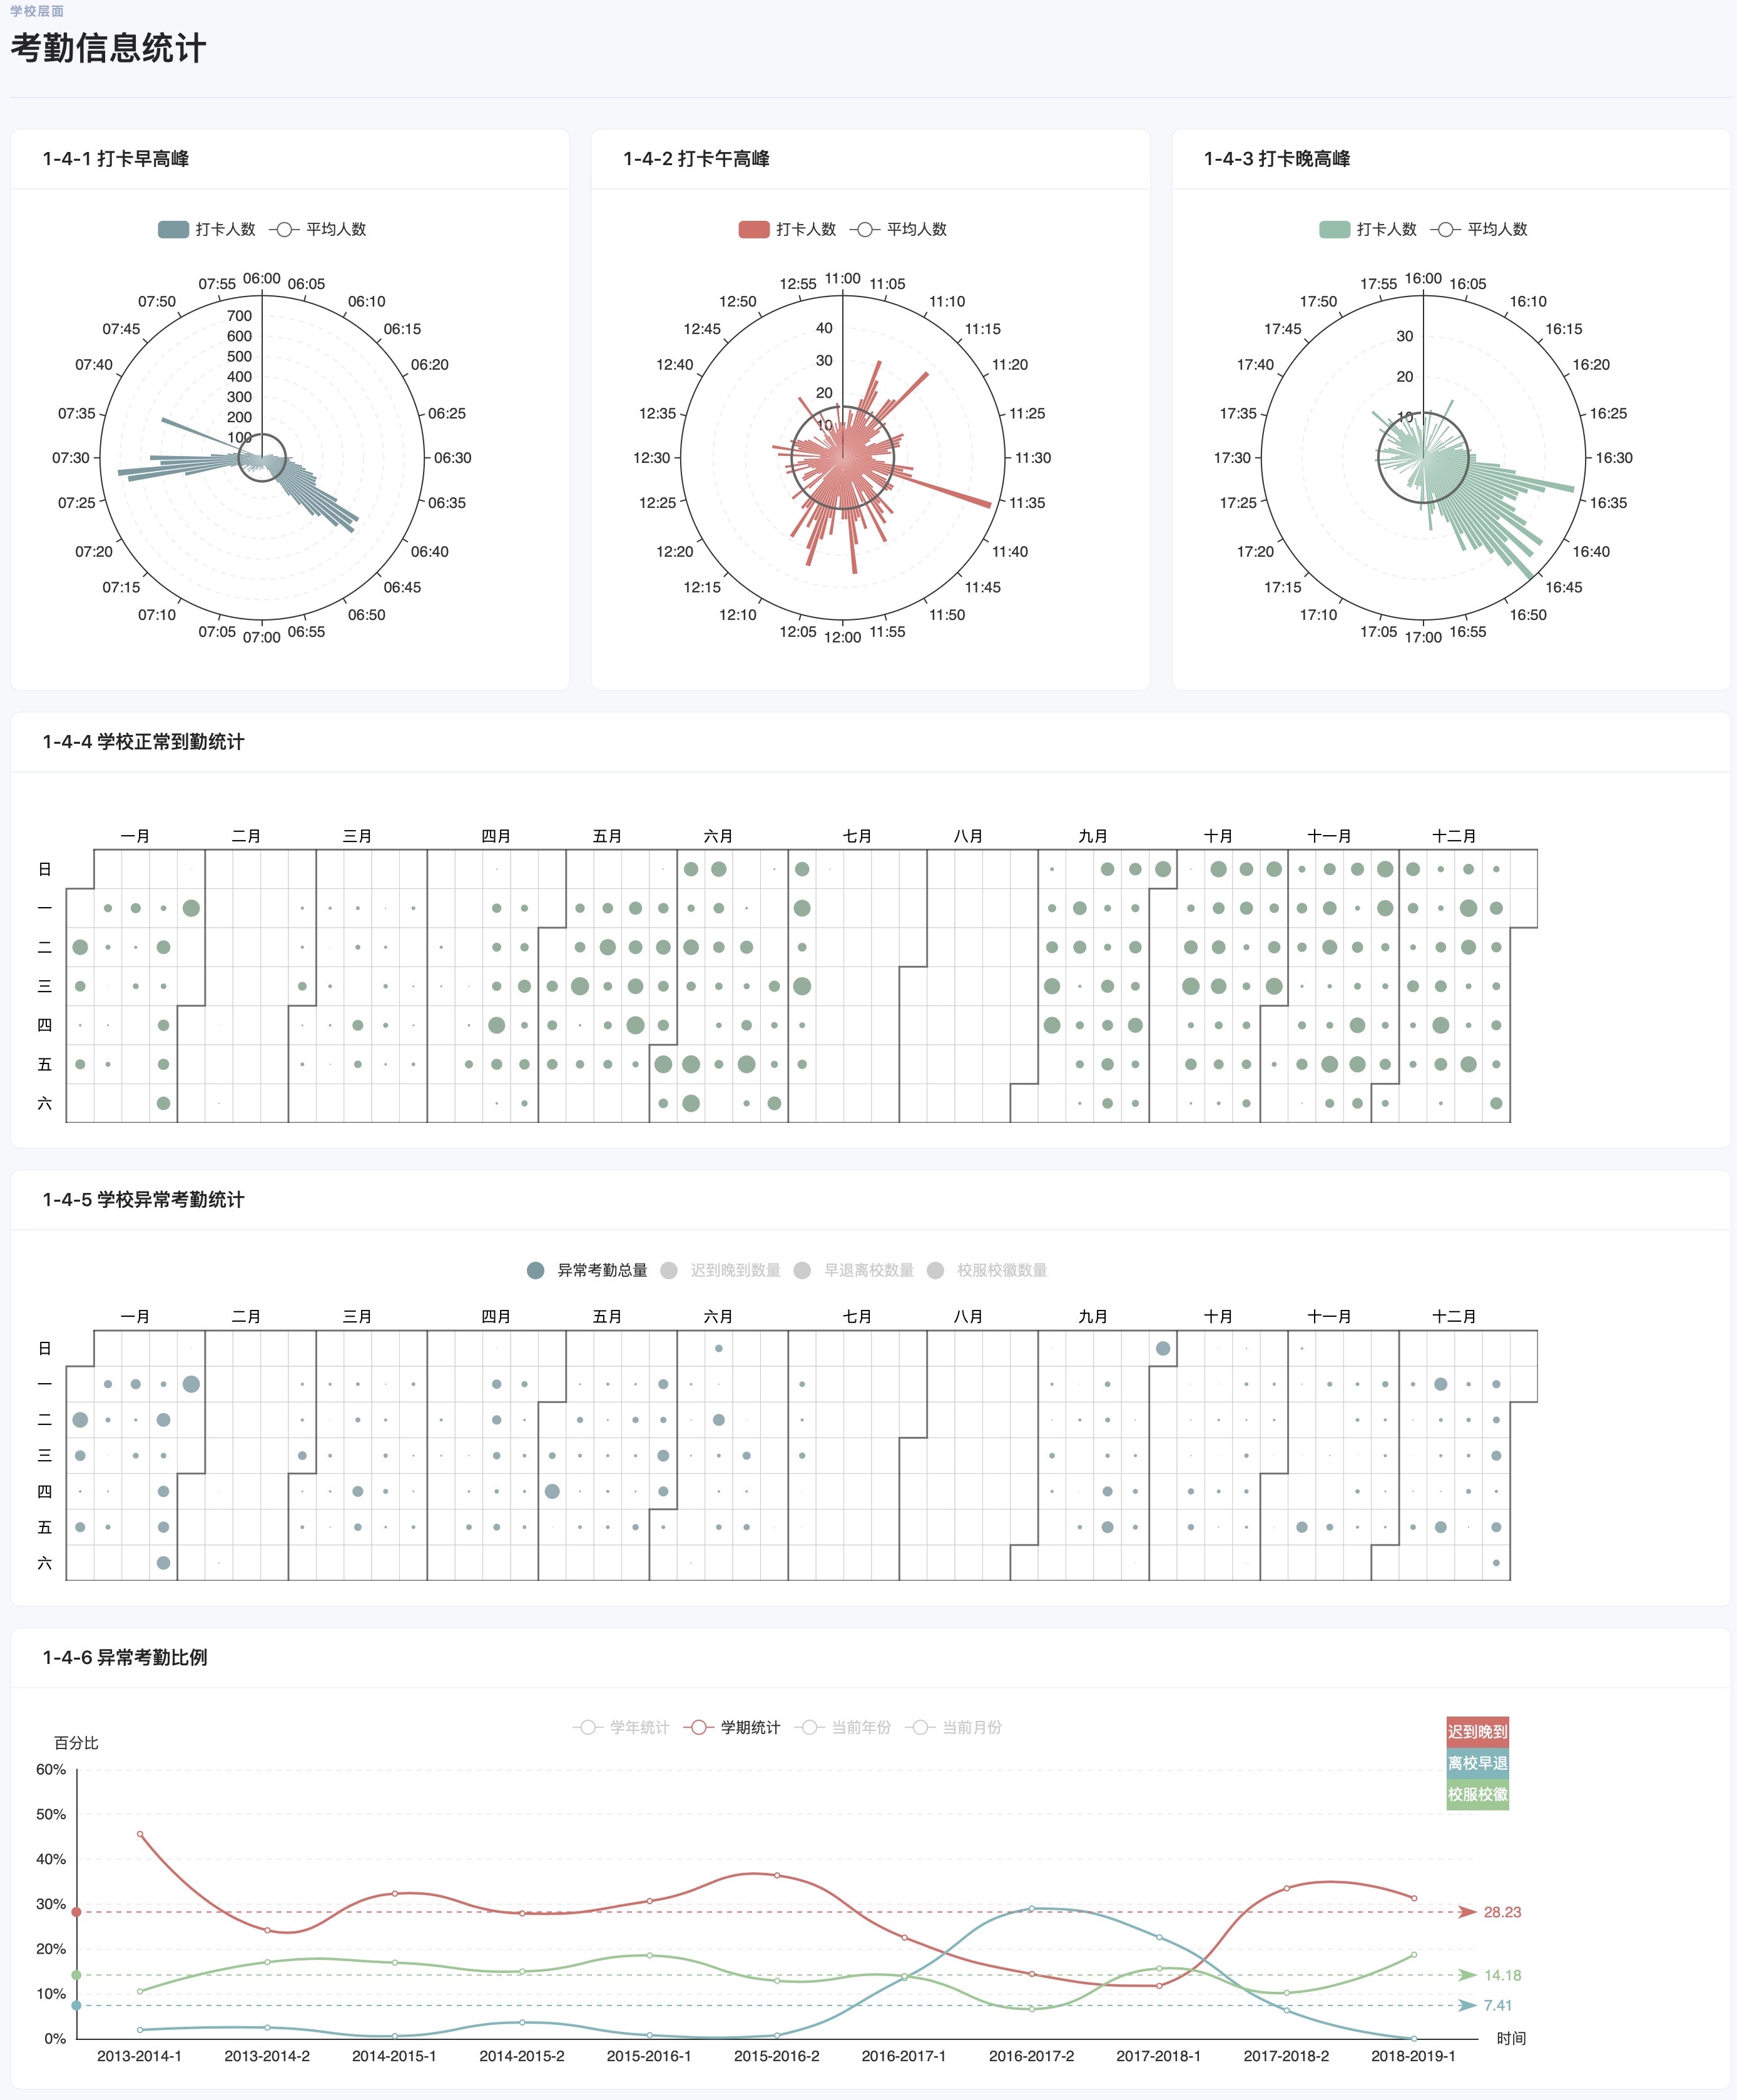 学校层面
考勤信息统计
1-4-1 打卡早高峰
打卡人数 平均人数
06:00
06:05
06:10
06:15
06:20
06:25
06:30
06:35
06:40
06:45
06:50
06:55
07:00
07:05
07:10
07:15
07:20
07:25
07:30
07:35
07:40
07:45
07:50
07:55
700
600
500
400
300
200
100
1-4-2 打卡午高峰
打卡人数 平均人数
11:00
11:05
11:10
11:15
11:20
11:25
11:30
11:35
11:40
11:45
11:50
11:55
12:00
12:05
12:10
12:15
12:20
12:25
12:30
12:35
12:40
12:45
12:50
12:55
40
30
20
10
1-4-3 打卡晚高峰
打卡人数 平均人数
16:00
16:05
16:10
16:15
16:20
16:25
16:30
16:35
16:40
16:45
16:50
16:55
17:00
17:05
17:10
17:15
17:20
17:25
17:30
17:35
17:40
17:45
17:50
17:55
30
20
10
1-4-4 学校正常到勤统计
一月 二月 三月 四月 五月 六月 七月 八月 九月 十月 十一月 十二月
日
一
二
三
四
五
六
1-4-5 学校异常考勤统计
异常考勤总量 迟到晚到数量 早退离校数量 校服校徽数量
一月 二月 三月 四月 五月 六月 七月 八月 九月 十月 十一月 十二月
日
一
二
三
四
五
六
1-4-6 异常考勤比例
学年统计 学期统计 当前年份 当前月份
迟到晚到
离校早退
校服校徽
百分比
60%
50%
40%
30%
20%
10%
0%
28.23
14.18
7.41
时间
2013-2014-1 2013-2014-2 2014-2015-1 2014-2015-2 2015-2016-1 2015-2016-2 2016-2017-1 2016-2017-2 2017-2018-1 2017-2018-2 2018-2019-1